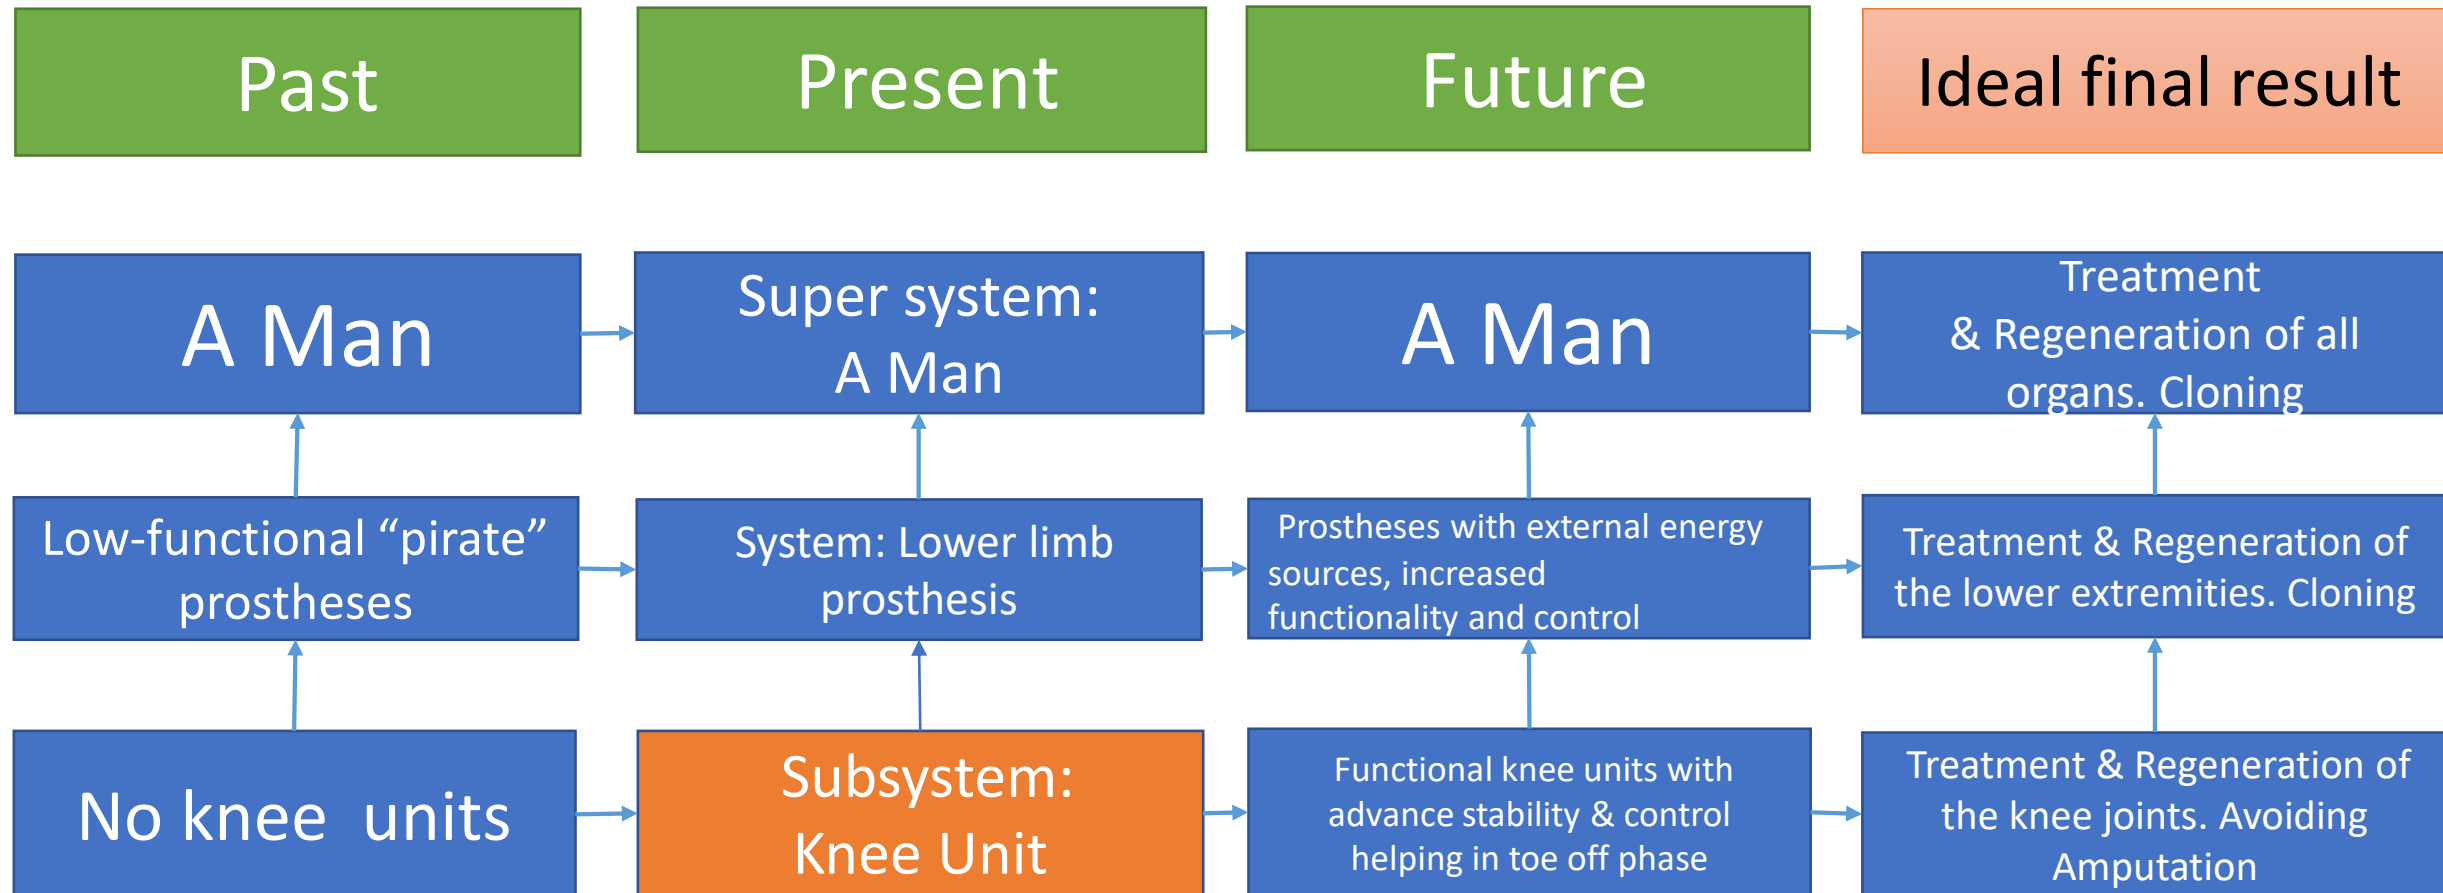 Past
Present
Future
Ideal final result
A Man
Super system:
A Man
A Man
Treatment
& Regeneration of all
organs. Cloning
Low-functional “pirate”
prostheses
System: Lower limb
prosthesis
Prostheses with external energy
sources, increased
functionality and control
Treatment & Regeneration of
the lower extremities. Cloning
No knee  units
Subsystem:
Knee Unit
Functional knee units with
advance stability & control
helping in toe off phase
Treatment & Regeneration of
the knee joints. Avoiding
Amputation